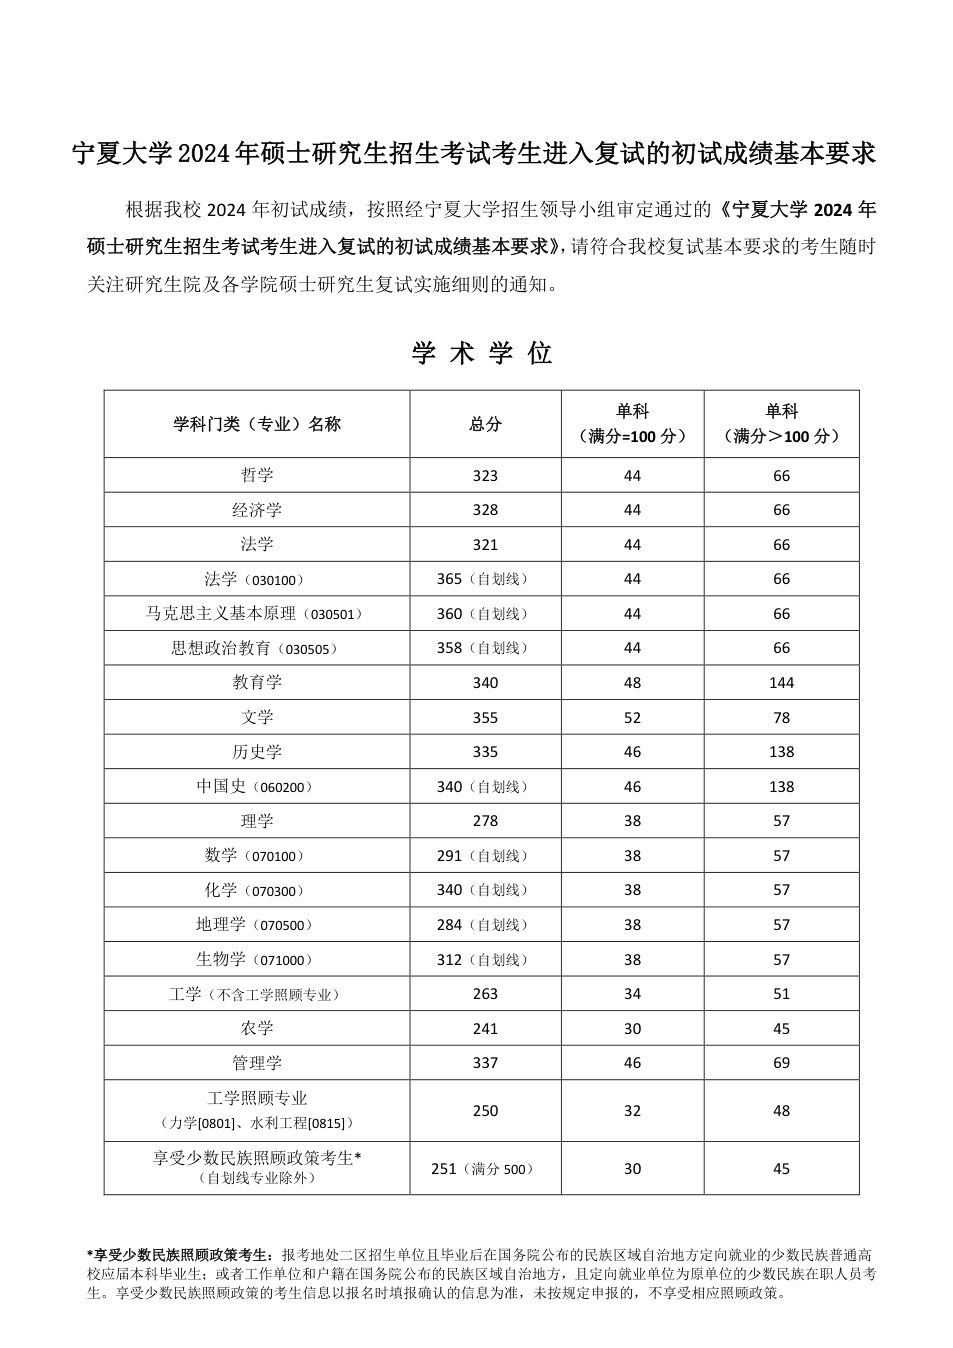 宁夏大学 2024 年硕士研究生招生考试考生进入复试的初试成绩基本要求
根据我校 2024 年初试成绩，按照经宁夏大学招生领导小组审定通过的《宁夏大学 2024 年
硕士研究生招生考试考生进入复试的初试成绩基本要求》，请符合我校复试基本要求的考生随时
关注研究生院及各学院硕士研究生复试实施细则的通知。
学 术 学 位
学科门类（专业）名称 总分 单科（满分=100 分） 单科（满分＞100 分）
哲学 323 44 66
经济学 328 44 66
法学 321 44 66
法学（030100） 365（自划线） 44 66
马克思主义基本原理（030501） 360（自划线） 44 66
思想政治教育（030505） 358（自划线） 44 66
教育学 340 48 144
文学 355 52 78
历史学 335 46 138
中国史（060200） 340（自划线） 46 138
理学 278 38 57
数学（070100） 291（自划线） 38 57
化学（070300） 340（自划线） 38 57
地理学（070500） 284（自划线） 38 57
生物学（071000） 312（自划线） 38 57
工学（不含工学照顾专业） 263 34 51
农学 241 30 45
管理学 337 46 69
工学照顾专业
（力学[0801]、水利工程[0815]） 250 32 48
享受少数民族照顾政策考生*
（自划线专业除外） 251（满分 500） 30 45
*享受少数民族照顾政策考生：报考地处二区招生单位且毕业后在国务院公布的民族区域自治地方定向就业的少数民族普通高
校应届本科毕业生；或者工作单位和户籍在国务院公布的民族区域自治地方，且定向就业单位为原单位的少数民族在职人员考
生。享受少数民族照顾政策的考生信息以报名时填报确认的信息为准，未按规定申报的，不享受相应照顾政策。